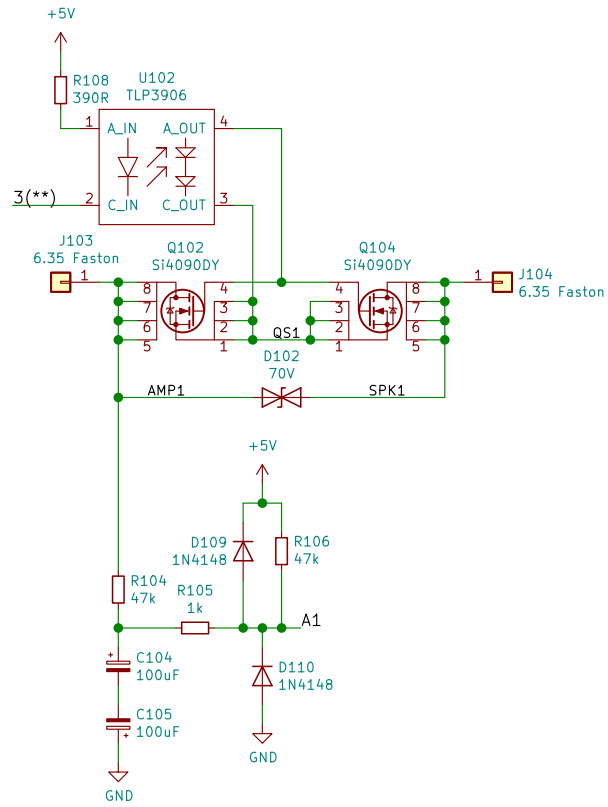 +5V
R108
390R
U102
TLP3906
1
A_IN
A_OUT
4
3(**)
2
C_IN
C_OUT
3
J103
6.35 Faston
1
Q102
Si4090DY
8
7
6
5
4
3
2
1
QS1
Q104
Si4090DY
4
3
2
1
8
7
6
5
1
J104
6.35 Faston
D102
70V
AMP1
SPK1
+5V
D109
1N4148
R106
47k
R104
47k
R105
1k
A1
+
C104
100uF
D110
1N4148
C105
100uF
+
GND
GND